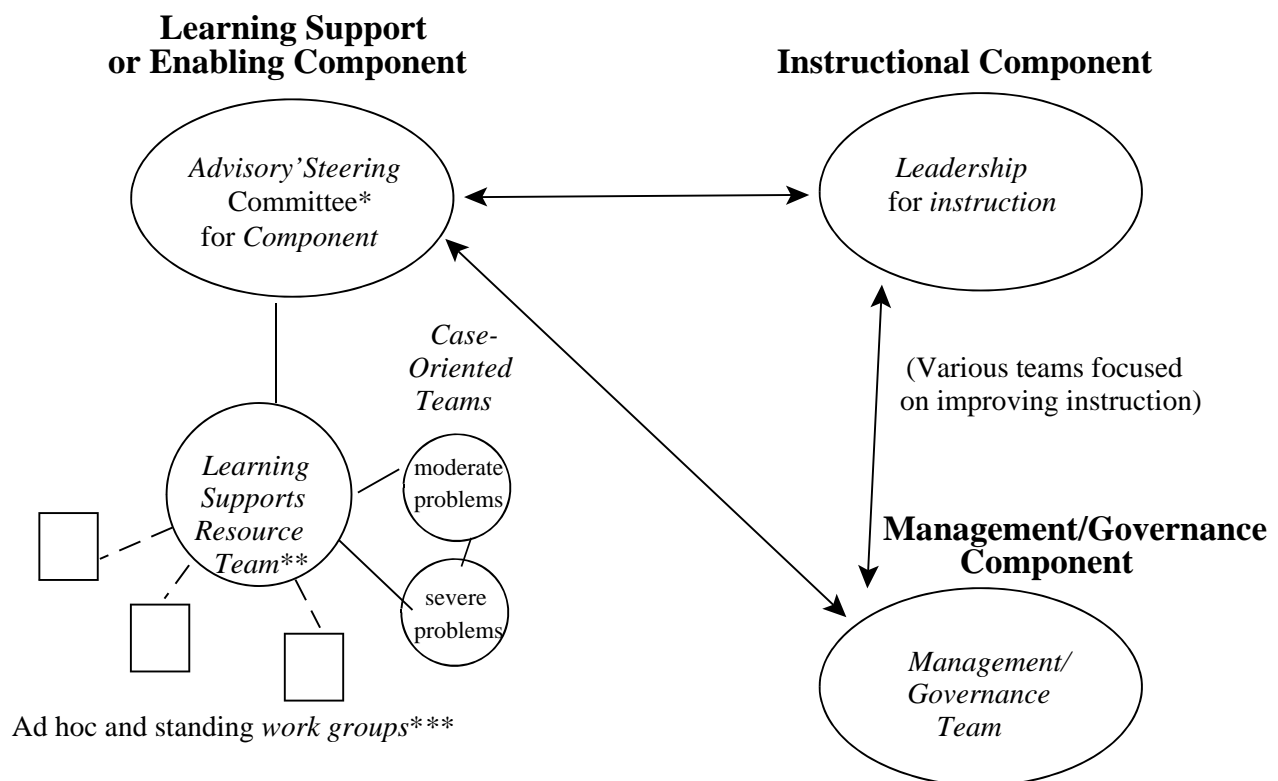 Learning Support
or Enabling Component
Instructional Component
Advisory’Steering
Committee*
for Component
Leadership
for instruction
Case-
Oriented
Teams
(Various teams focused
on improving instruction)
Learning
Supports
Resource
Team**
moderate
problems
severe
problems
Management/Governance
Component
Management/
Governance
Team
Ad hoc and standing work groups***